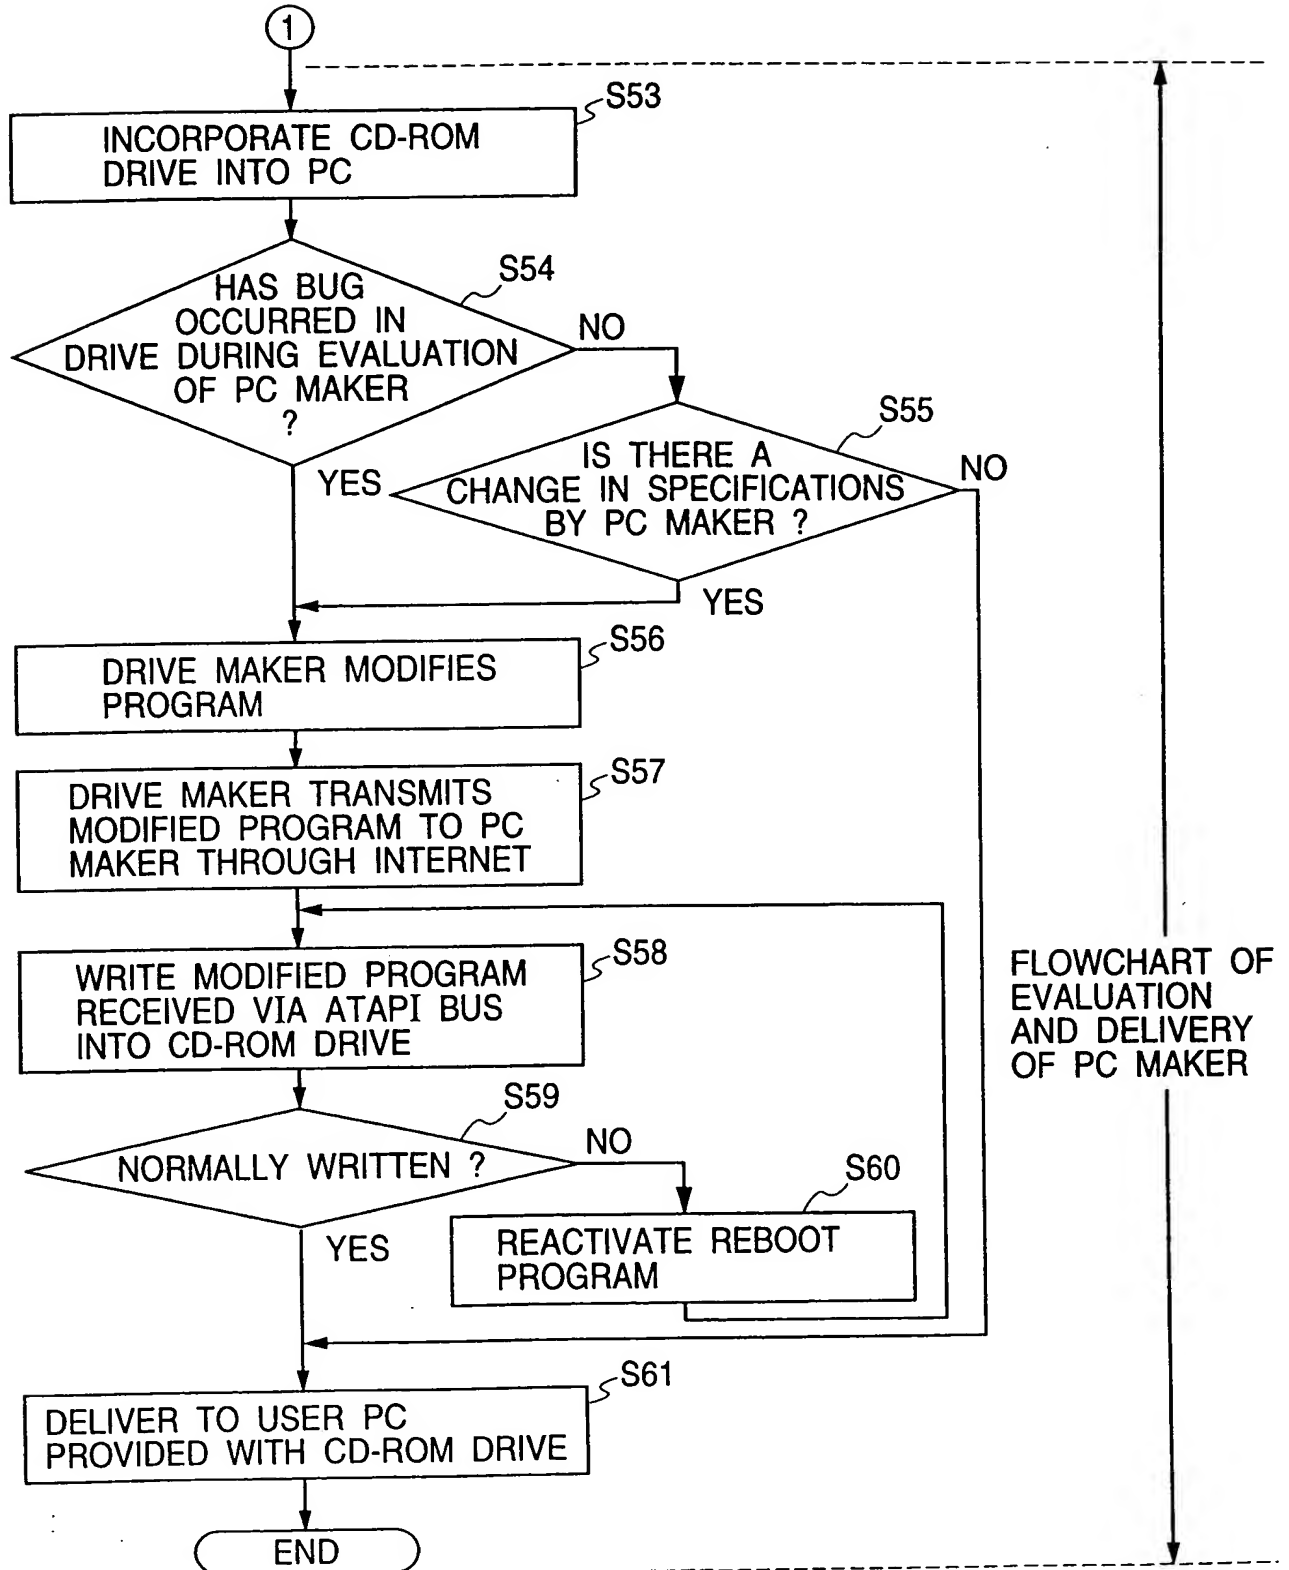 1
S53
INCORPORATE CD-ROM
DRIVE INTO PC
S54
HAS BUG
OCCURRED IN
DRIVE DURING EVALUATION
OF PC MAKER
?
NO
YES
S55
IS THERE A
CHANGE IN SPECIFICATIONS
BY PC MAKER ?
NO
YES
S56
DRIVE MAKER MODIFIES
PROGRAM
S57
DRIVE MAKER TRANSMITS
MODIFIED PROGRAM TO PC
MAKER THROUGH INTERNET
S58
WRITE MODIFIED PROGRAM
RECEIVED VIA ATAPI BUS
INTO CD-ROM DRIVE
S59
NORMALLY WRITTEN ?
NO
YES
S60
REACTIVATE REBOOT
PROGRAM
S61
DELIVER TO USER PC
PROVIDED WITH CD-ROM DRIVE
END
FLOWCHART OF
EVALUATION
AND DELIVERY
OF PC MAKER